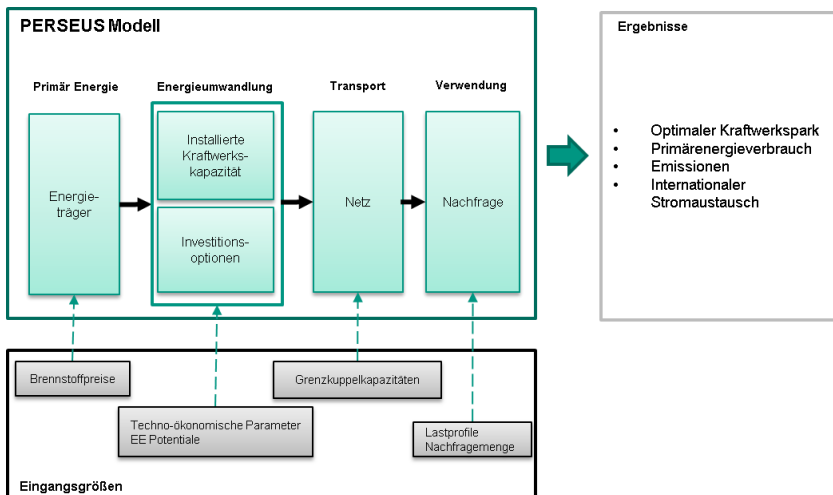 PERSEUS Modell
Primär Energie
Energieumwandlung
Transport
Verwendung
Energie-
träger
Installierte
Kraftwerks-
kapazität
Investitions-
optionen
Netz
Nachfrage
Ergebnisse
• Optimaler Kraftwerkspark
• Primärenergieverbrauch
• Emissionen
• Internationaler
Stromaustausch
Brennstoffpreise
Techno-ökonomische Parameter
EE Potentiale
Grenzkuppelkapazitäten
Lastprofile
Nachfragemenge
Eingangsgrößen